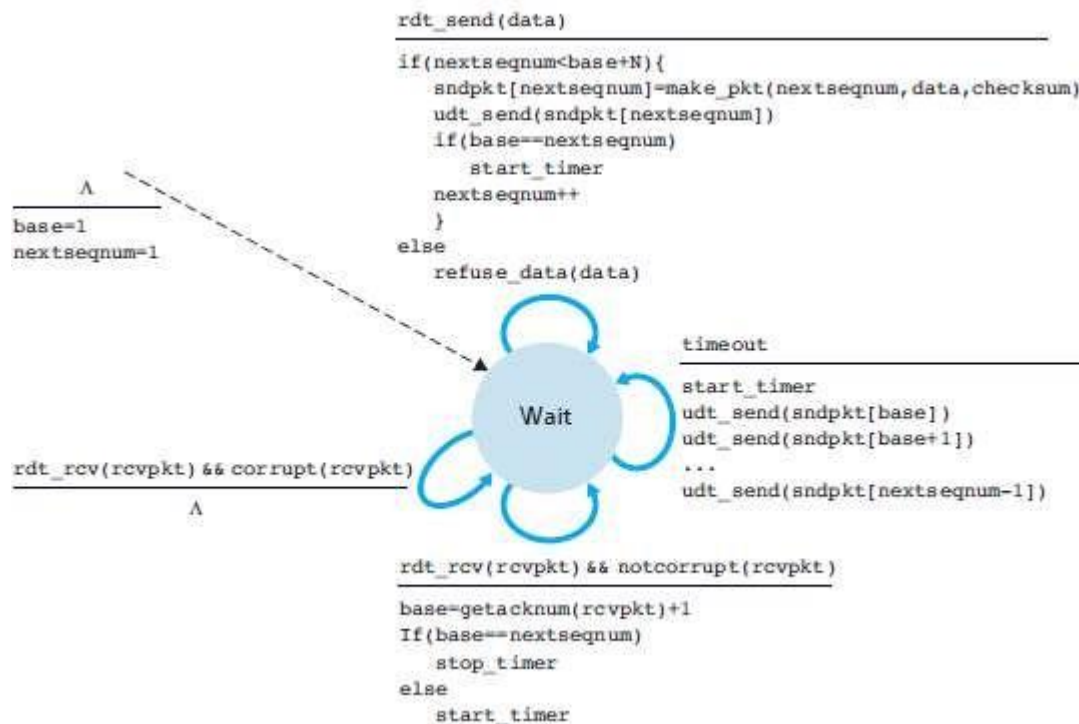 rdt_send(data)
if(nextseqnum<base+N){
sndpkt[nextseqnum]=make_pkt(nextseqnum,data,checksum)
udt_send(sndpkt[nextseqnum])
if(base==nextseqnum)
start_timer
nextseqnum++
}
else
refuse_data(data)
Λ
base=1
nextseqnum=1
timeout
start_timer
udt_send(sndpkt[base])
udt_send(sndpkt[base+1])
...
udt_send(sndpkt[nextseqnum-1])
Wait
rdt_rcv(rcvpkt) && corrupt(rcvpkt)
Λ
rdt_rcv(rcvpkt) && notcorrupt(rcvpkt)
base=getacknum(rcvpkt)+1
If(base==nextseqnum)
stop_timer
else
start_timer